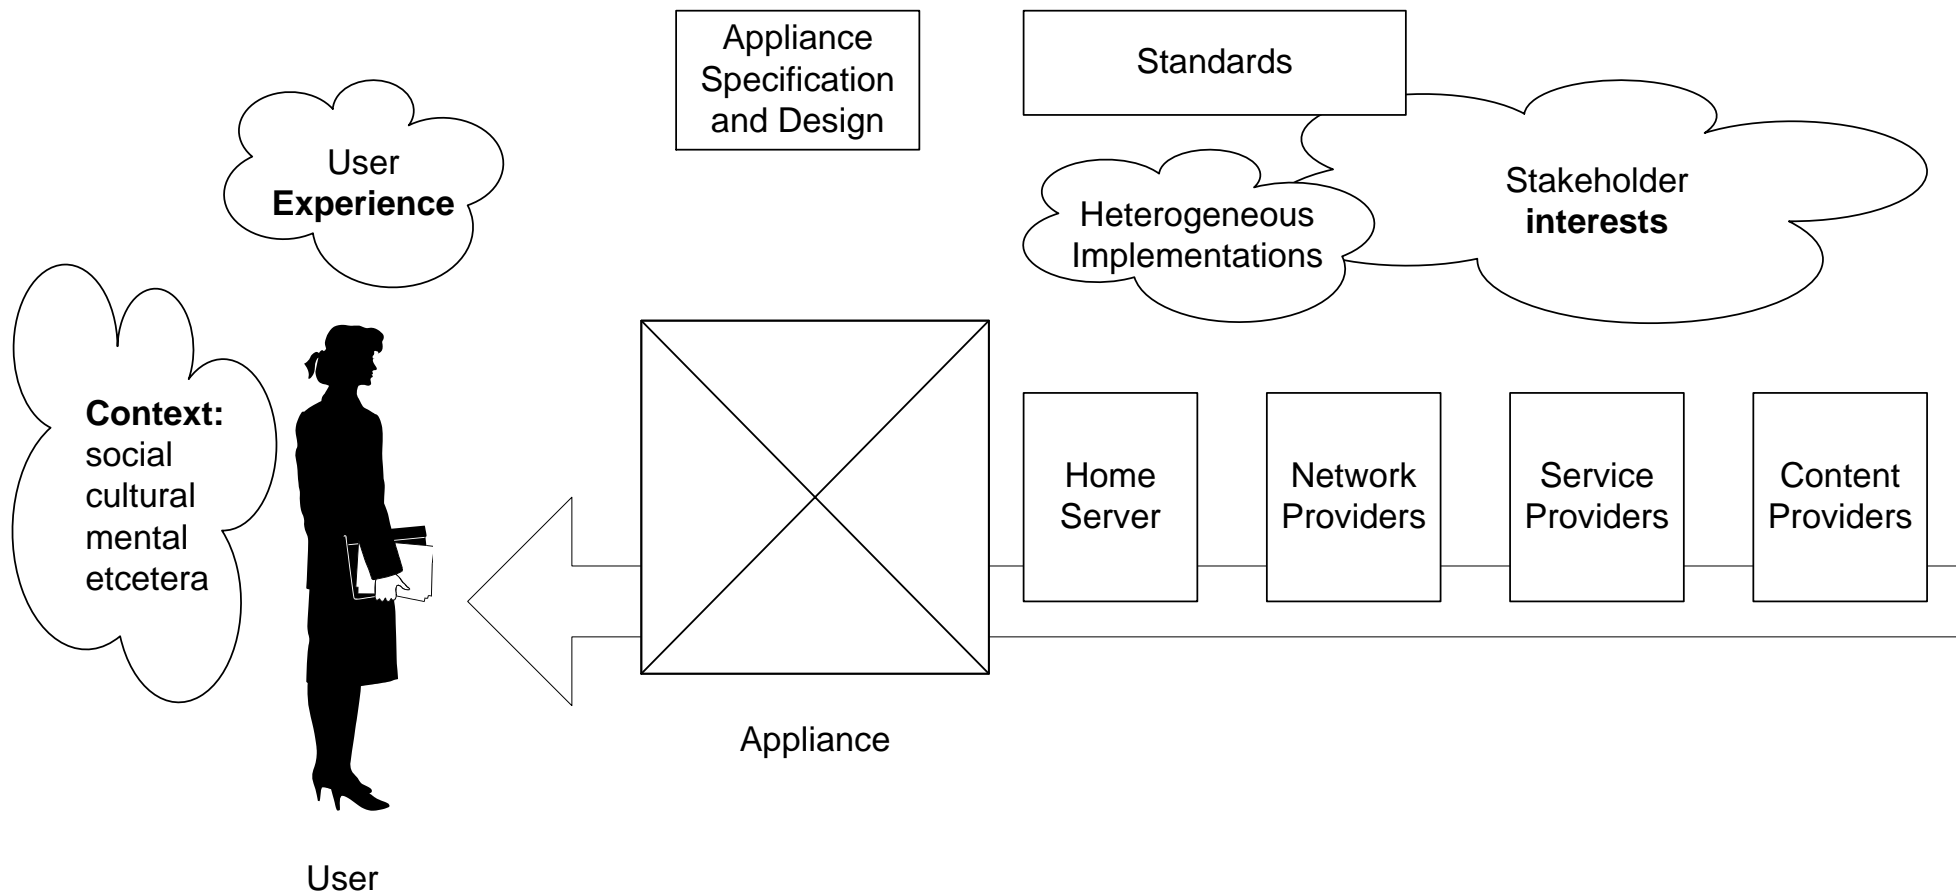 Appliance
Specification
and Design
Standards
User
Experience
Stakeholder
interests
Heterogeneous
Implementations
Context:
social
cultural
mental
etcetera
Home
Server
Network
Providers
Service
Providers
Content
Providers
Appliance
User